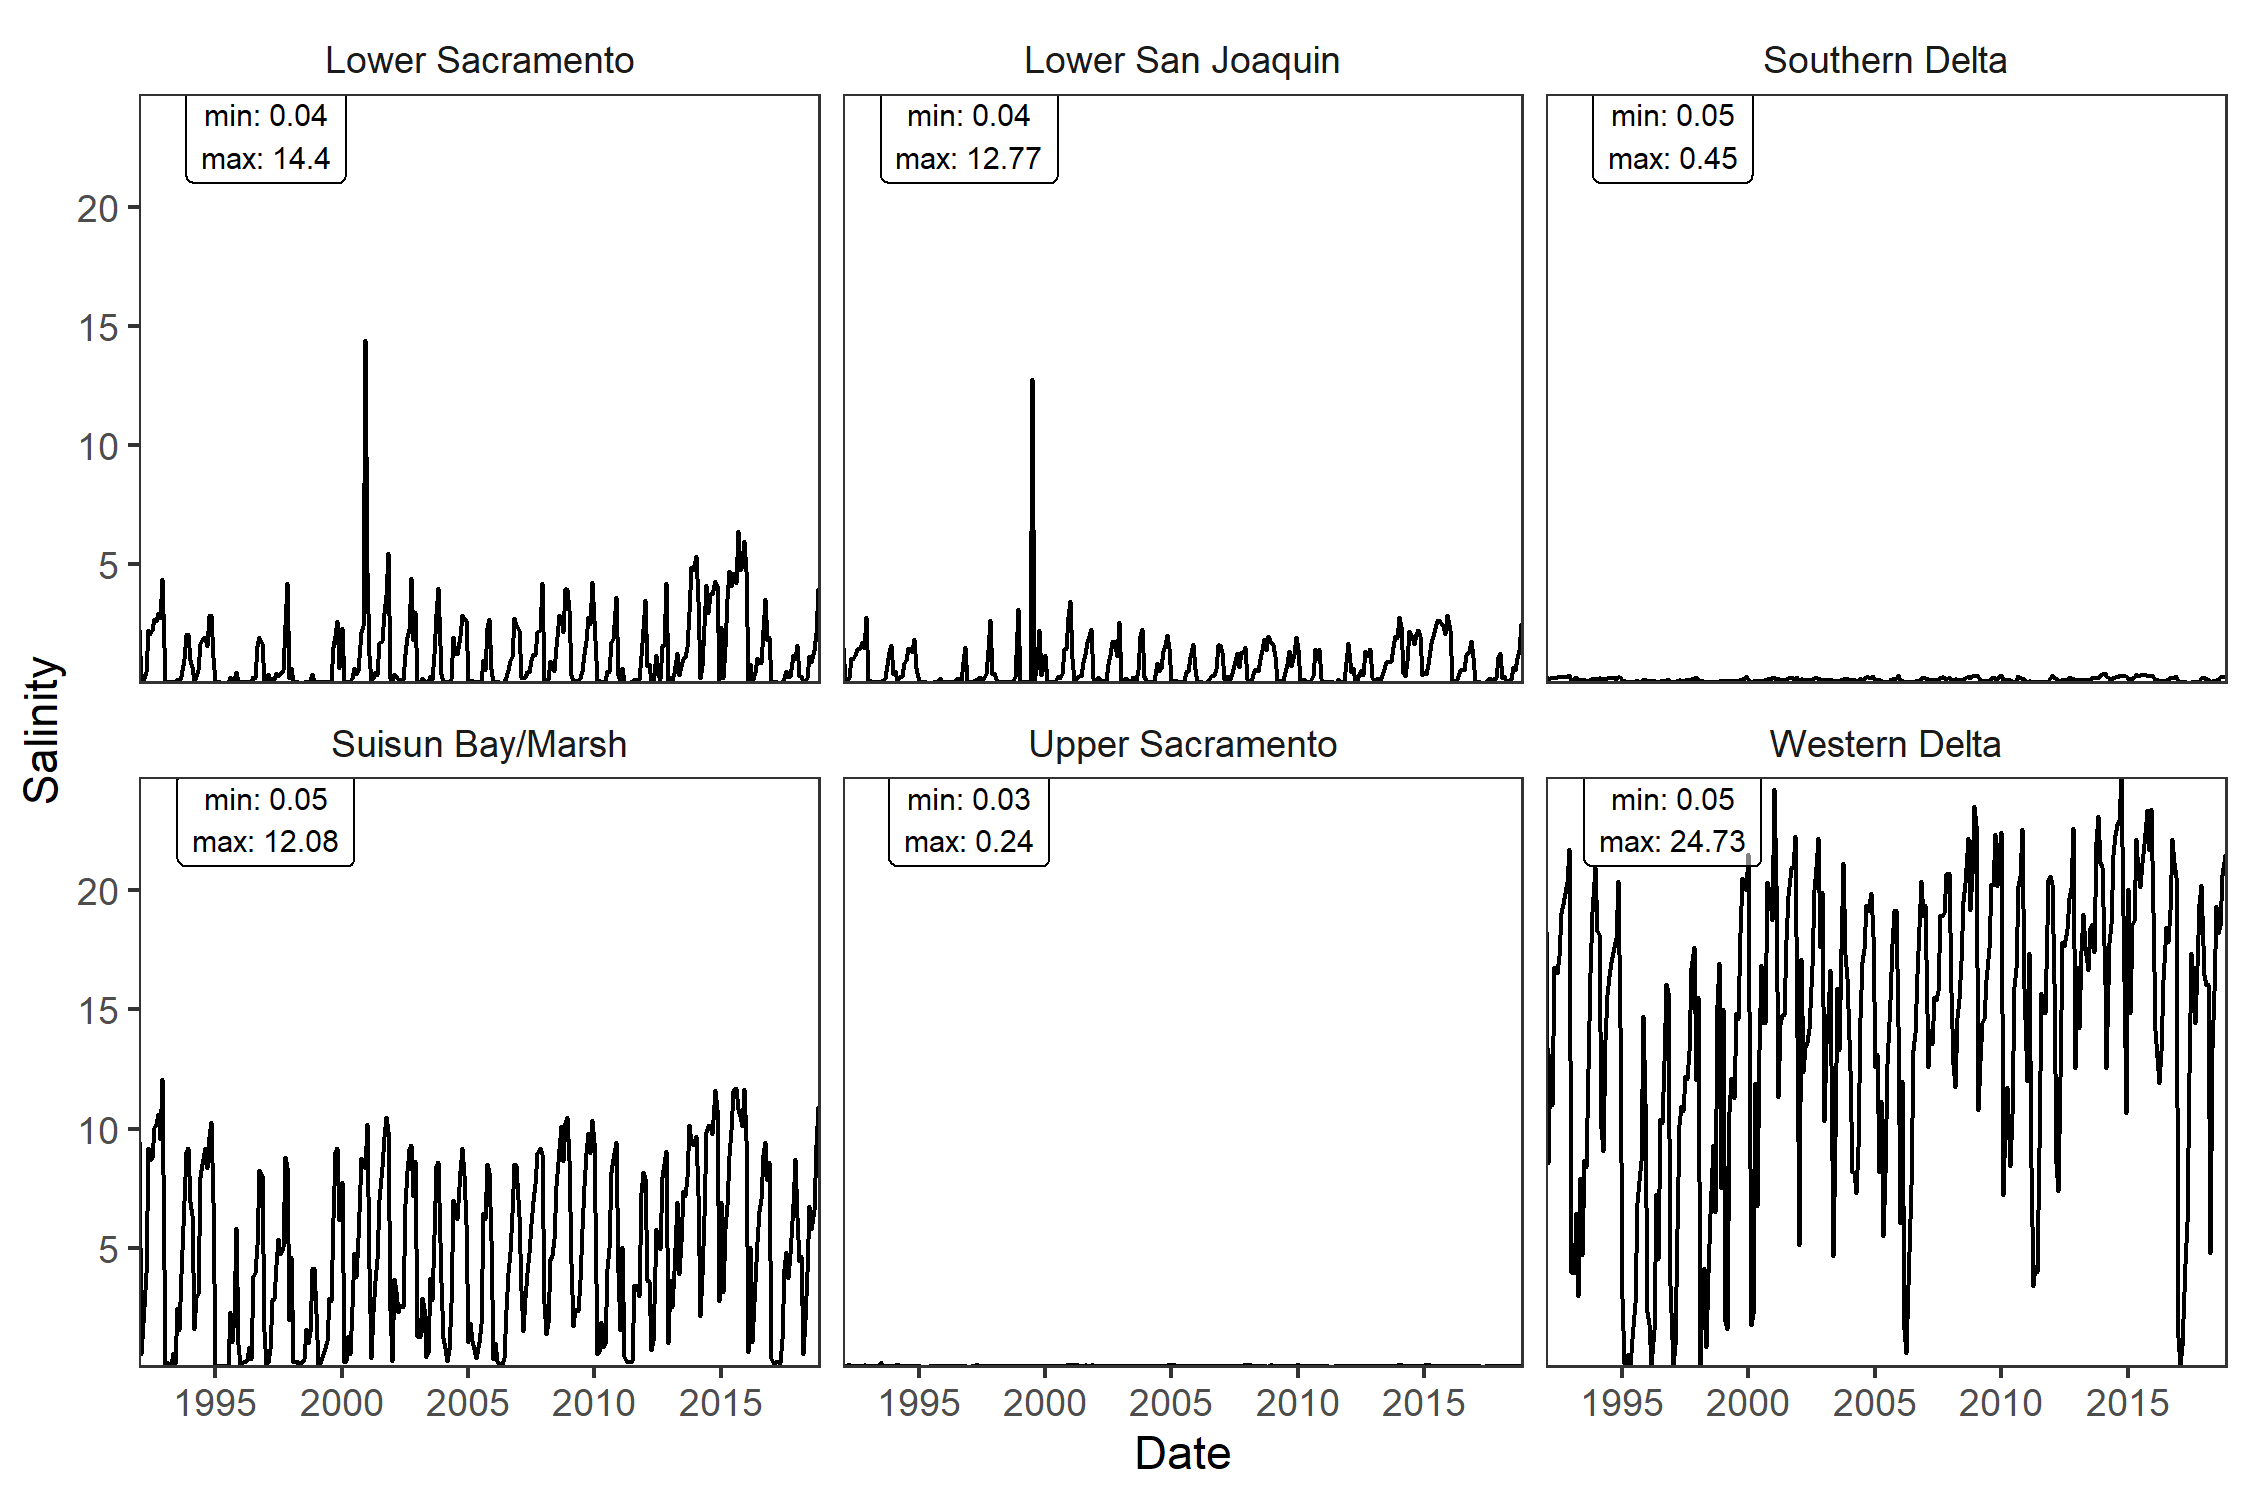 Lower Sacramento
Lower San Joaquin
Southern Delta
min: 0.04
max: 14.4
min: 0.04
max: 12.77
min: 0.05
max: 0.45
20
15
10
5
Suisun Bay/Marsh
Upper Sacramento
Western Delta
min: 0.05
max: 12.08
min: 0.03
max: 0.24
min: 0.05
max: 24.73
20
15
10
5
Salinity
1995 2000 2005 2010 2015
1995 2000 2005 2010 2015
1995 2000 2005 2010 2015
Date